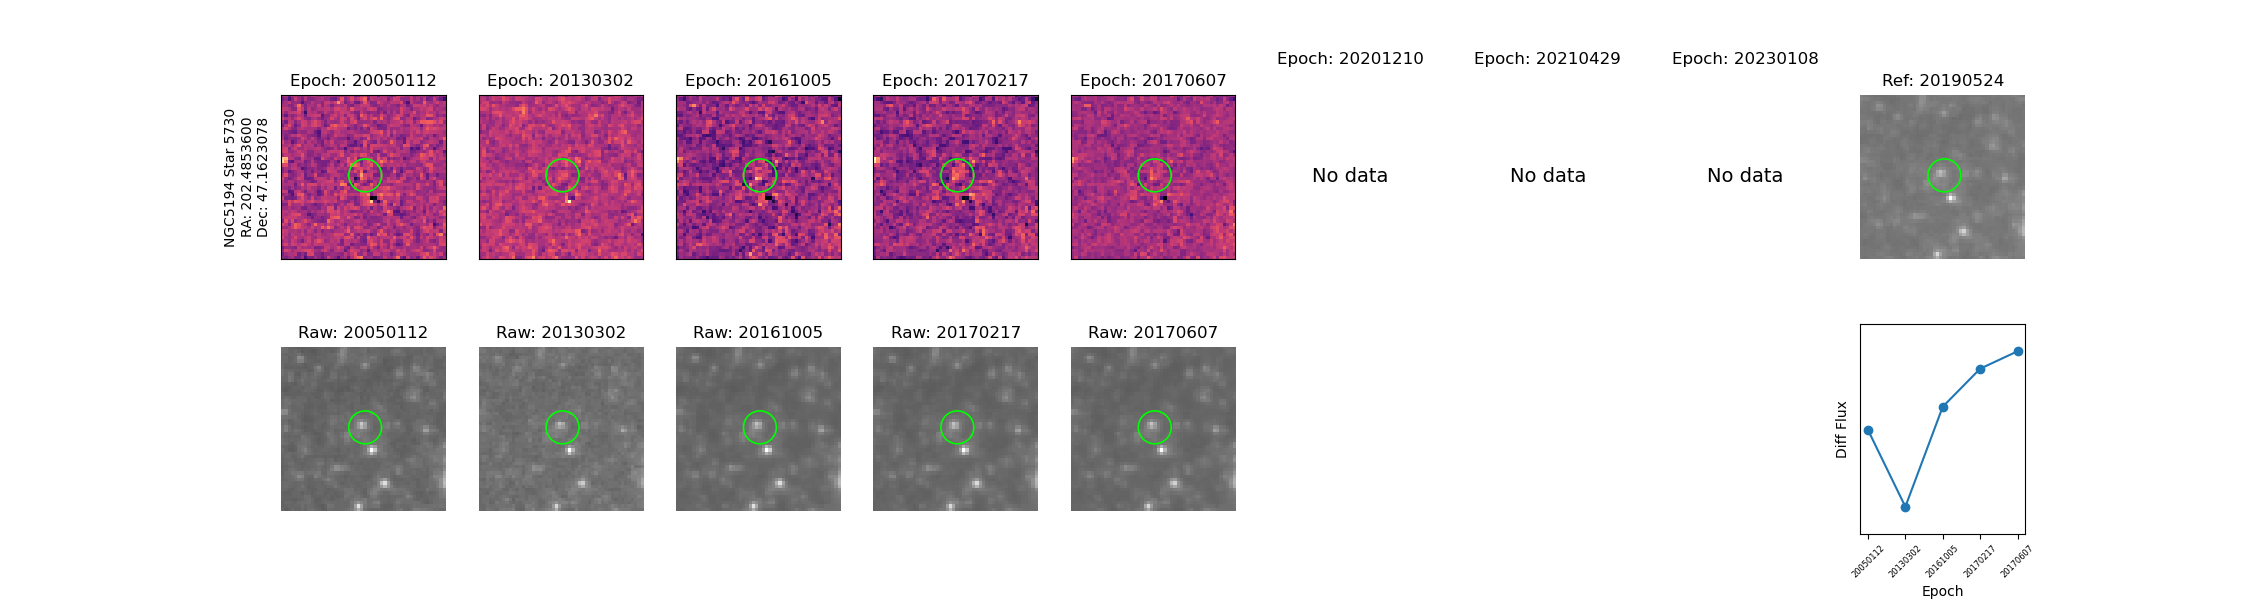 Epoch: 20050112
Epoch: 20130302
Epoch: 20161005
Epoch: 20170217
Epoch: 20170607
Epoch: 20201210
Epoch: 20210429
Epoch: 20230108
Ref: 20190524
NGC5194 Star 5730
RA: 202.4853600
Dec: 47.1623078
No data
No data
No data
Raw: 20050112
Raw: 20130302
Raw: 20161005
Raw: 20170217
Raw: 20170607
Diff Flux
20050112
20130302
20161005
20170217
20170607
Epoch